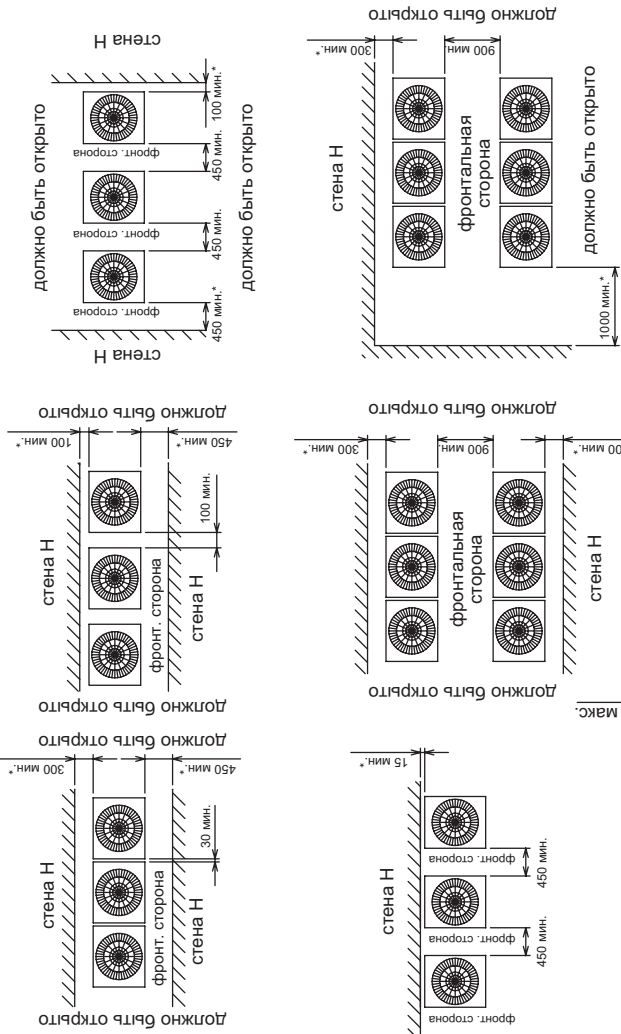 должно быть открыто
стена Н
100 мин.*
фронт. сторона
450 мин.
фронт. сторона
450 мин.
фронт. сторона
450 мин.*
стена Н
должно быть открыто
должно быть открыто
300 мин.*
900 мин.
стена Н
фронтальная
сторона
должно быть открыто
1000 мин.*
должно быть открыто
100 мин.*
450 мин.*
стена Н
100 мин.
фронт. сторона
стена Н
должно быть открыто
должно быть открыто
300 мин.*
900 мин.
стена Н
фронтальная
сторона
стена Н
должно быть открыто
макс.
должно быть открыто
300 мин.*
450 мин.*
стена Н
30 мин.
фронт. сторона
стена Н
должно быть открыто
15 мин.*
стена Н
фронт. сторона
450 мин.
фронт. сторона
450 мин.
фронт. сторона